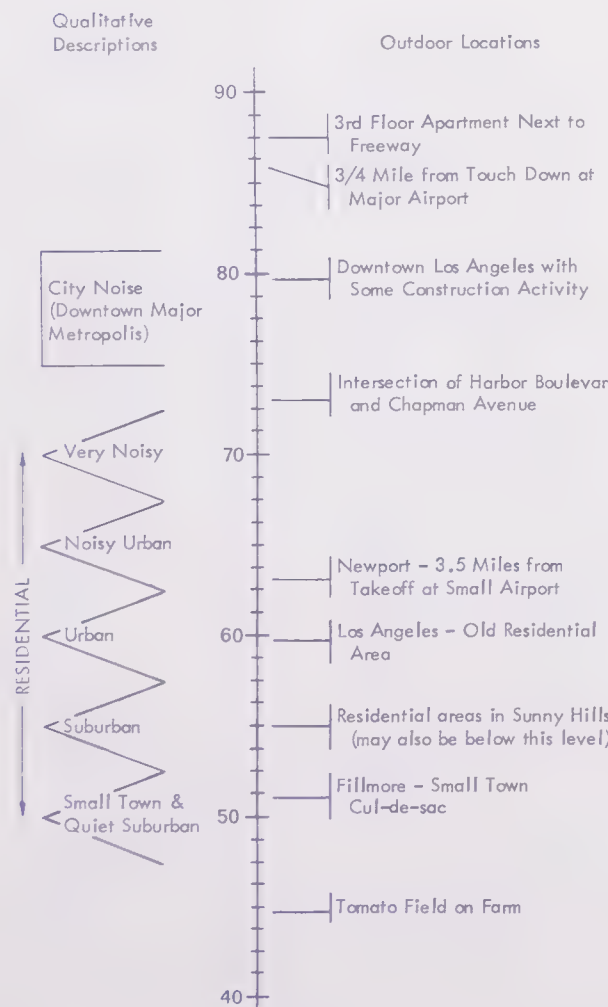 Qualitative
Descriptions
Outdoor Locations
90
3rd Floor Apartment Next to
Freeway
3/4 Mile from Touch Down at
Major Airport
80
City Noise
(Downtown Major
Metropolis)
Downtown Los Angeles with
Some Construction Activity
Intersection of Harbor Boulevar
and Chapman Avenue
70
Very Noisy
Noisy Urban
RESIDENTIAL
Newport - 3.5 Miles from
Takeoff at Small Airport
60
Urban
Los Angeles - Old Residential
Area
Suburban
Residential areas in Sunny Hills
(may also be below this level)
50
Small Town &
Quiet Suburban
Fillmore - Small Town
Cul-de-sac
Tomato Field on Farm
40